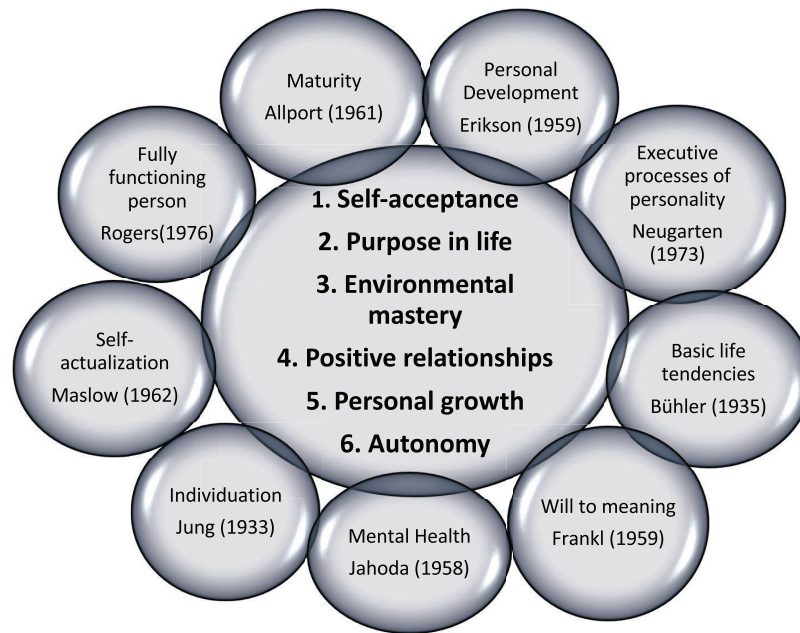 Maturity
Allport (1961)
Personal
Development
Erikson (1959)
Executive
processes of
personality
Neugarten
(1973)
Basic life
tendencies
Bühler (1935)
Will to meaning
Frankl (1959)
Mental Health
Jahoda (1958)
Individuation
Jung (1933)
Self-
actualization
Maslow (1962)
Fully
functioning
person
Rogers(1976)
1. Self-acceptance
2. Purpose in life
3. Environmental
mastery
4. Positive relationships
5. Personal growth
6. Autonomy